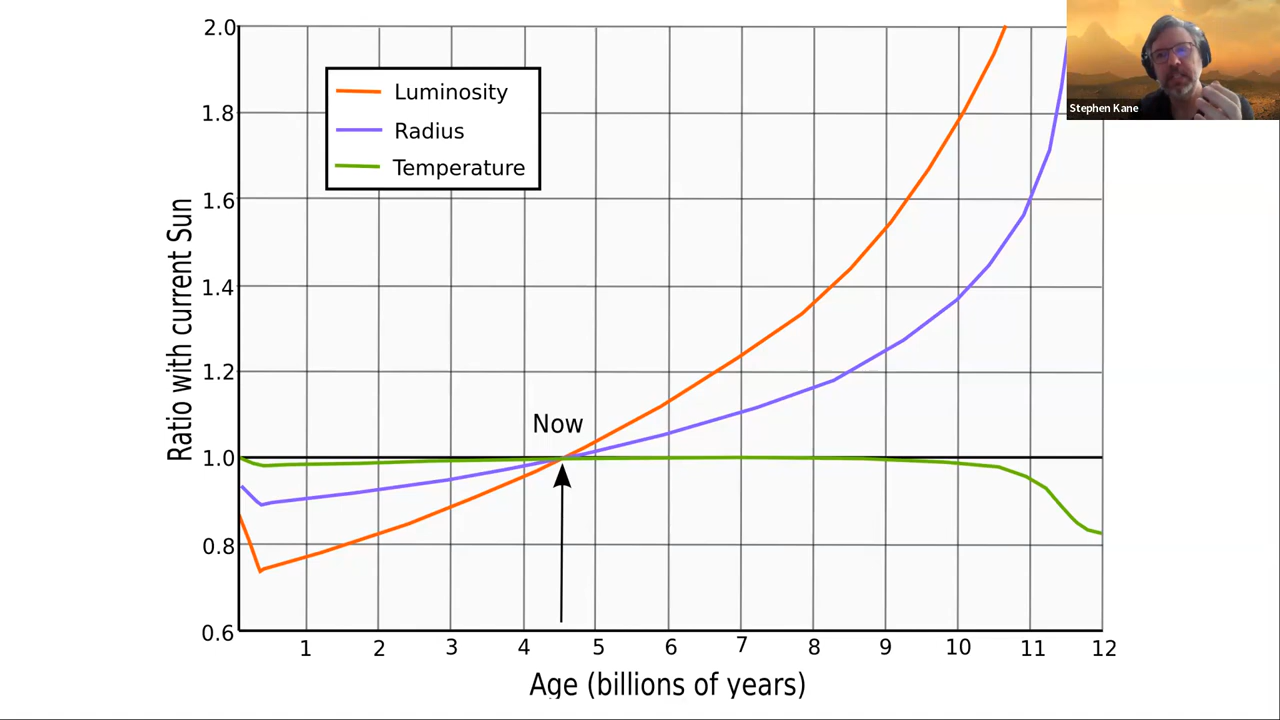 2.0
1.8
1.6
1.4
1.2
1.0
0.8
0.6
Ratio with current Sun
Luminosity
Radius
Temperature
Now
1 2 3 4 5 6 7 8 9 10 11 12
Age (billions of years)
Stephen Kane